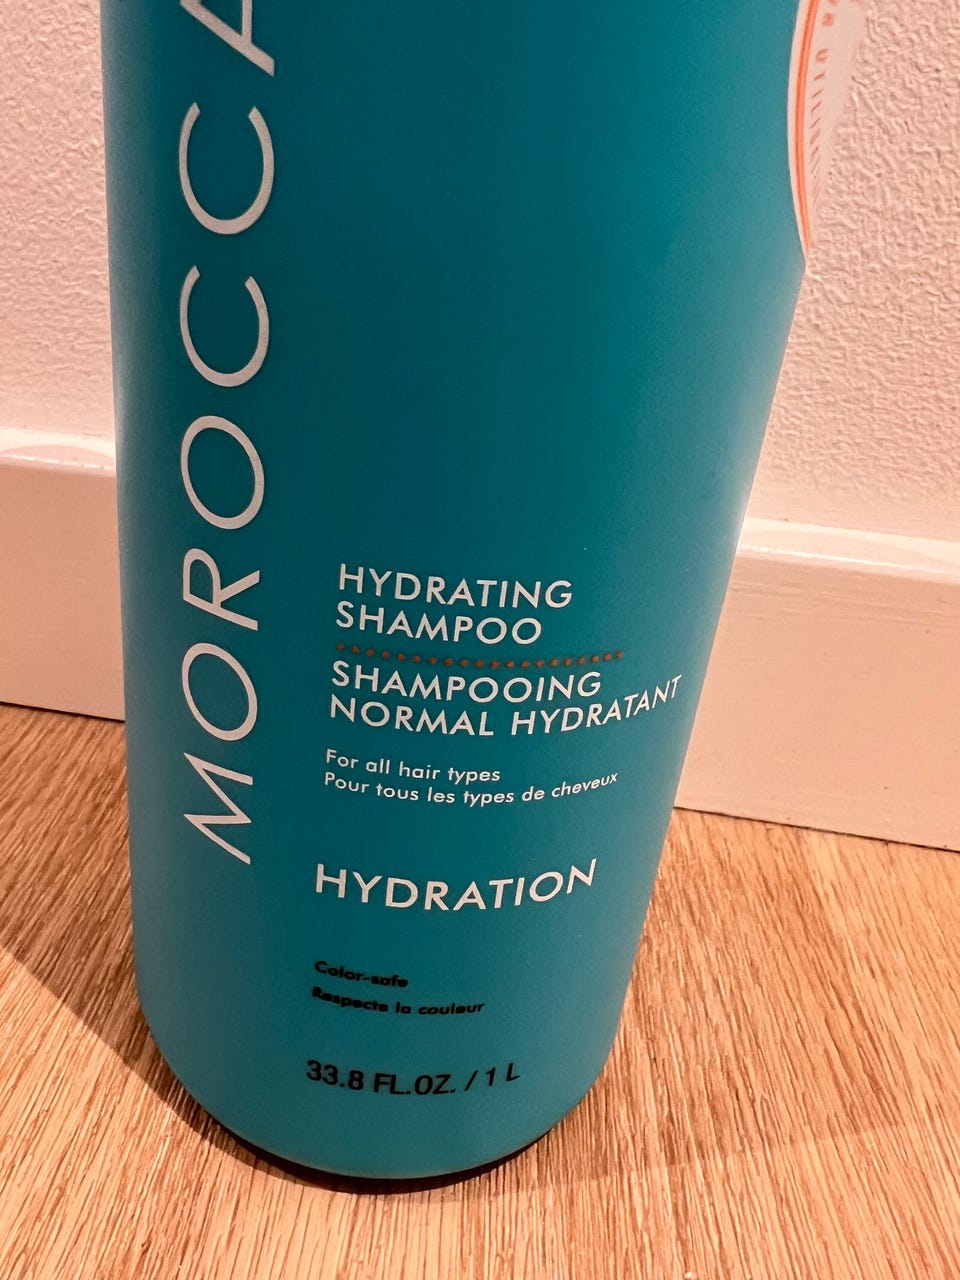 MOROCCA
HYDRATING
SHAMPOO
SHAMPOOING
NORMAL HYDRATANT
For all hair types
Pour tous les types de cheveux
HYDRATION
Color-safe
Respecte la couleur
33.8 FL.OZ. / 1 L